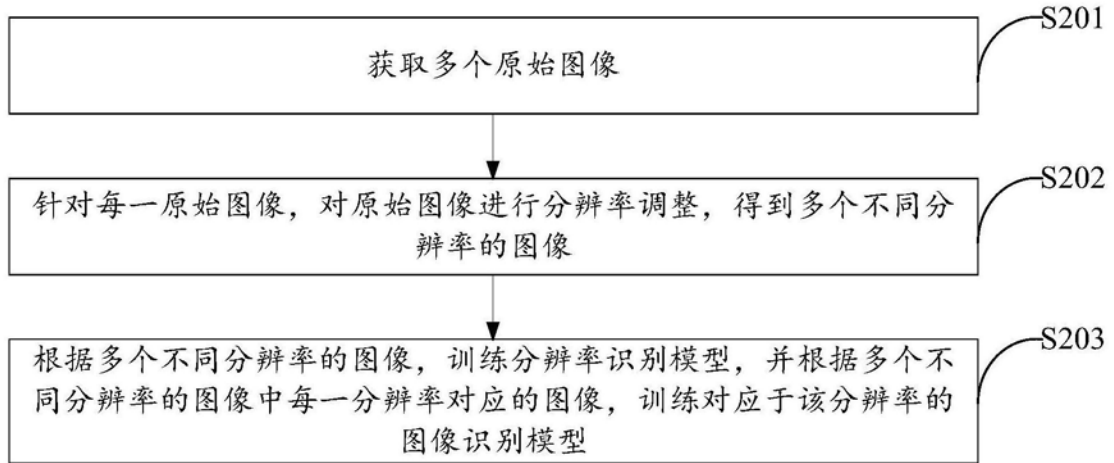 S201
获取多个原始图像
S202
针对每一原始图像，对原始图像进行分辨率调整，得到多个不同分
辨率的图像
S203
根据多个不同分辨率的图像，训练分辨率识别模型，并根据多个不
同分辨率的图像中每一分辨率对应的图像，训练对应于该分辨率的
图像识别模型